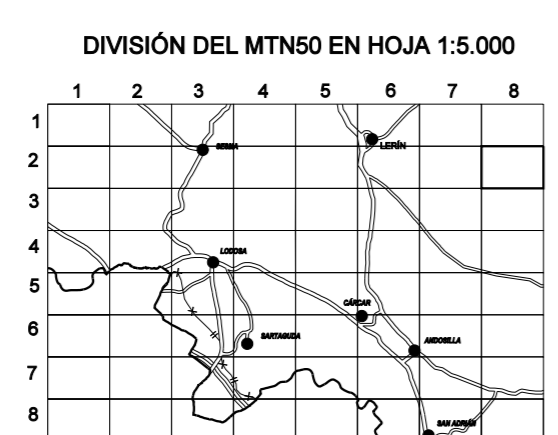 DIVISIÓN DEL MTN50 EN HOJA 1:5.000
1 2 3 4 5 6 7 8
1
LERÍN
2
SESMA
3
4
LODOSA
5
CÁRCAR
6
SARTAGUDA
ANDOSILLA
7
8
SAN ADRIÁN